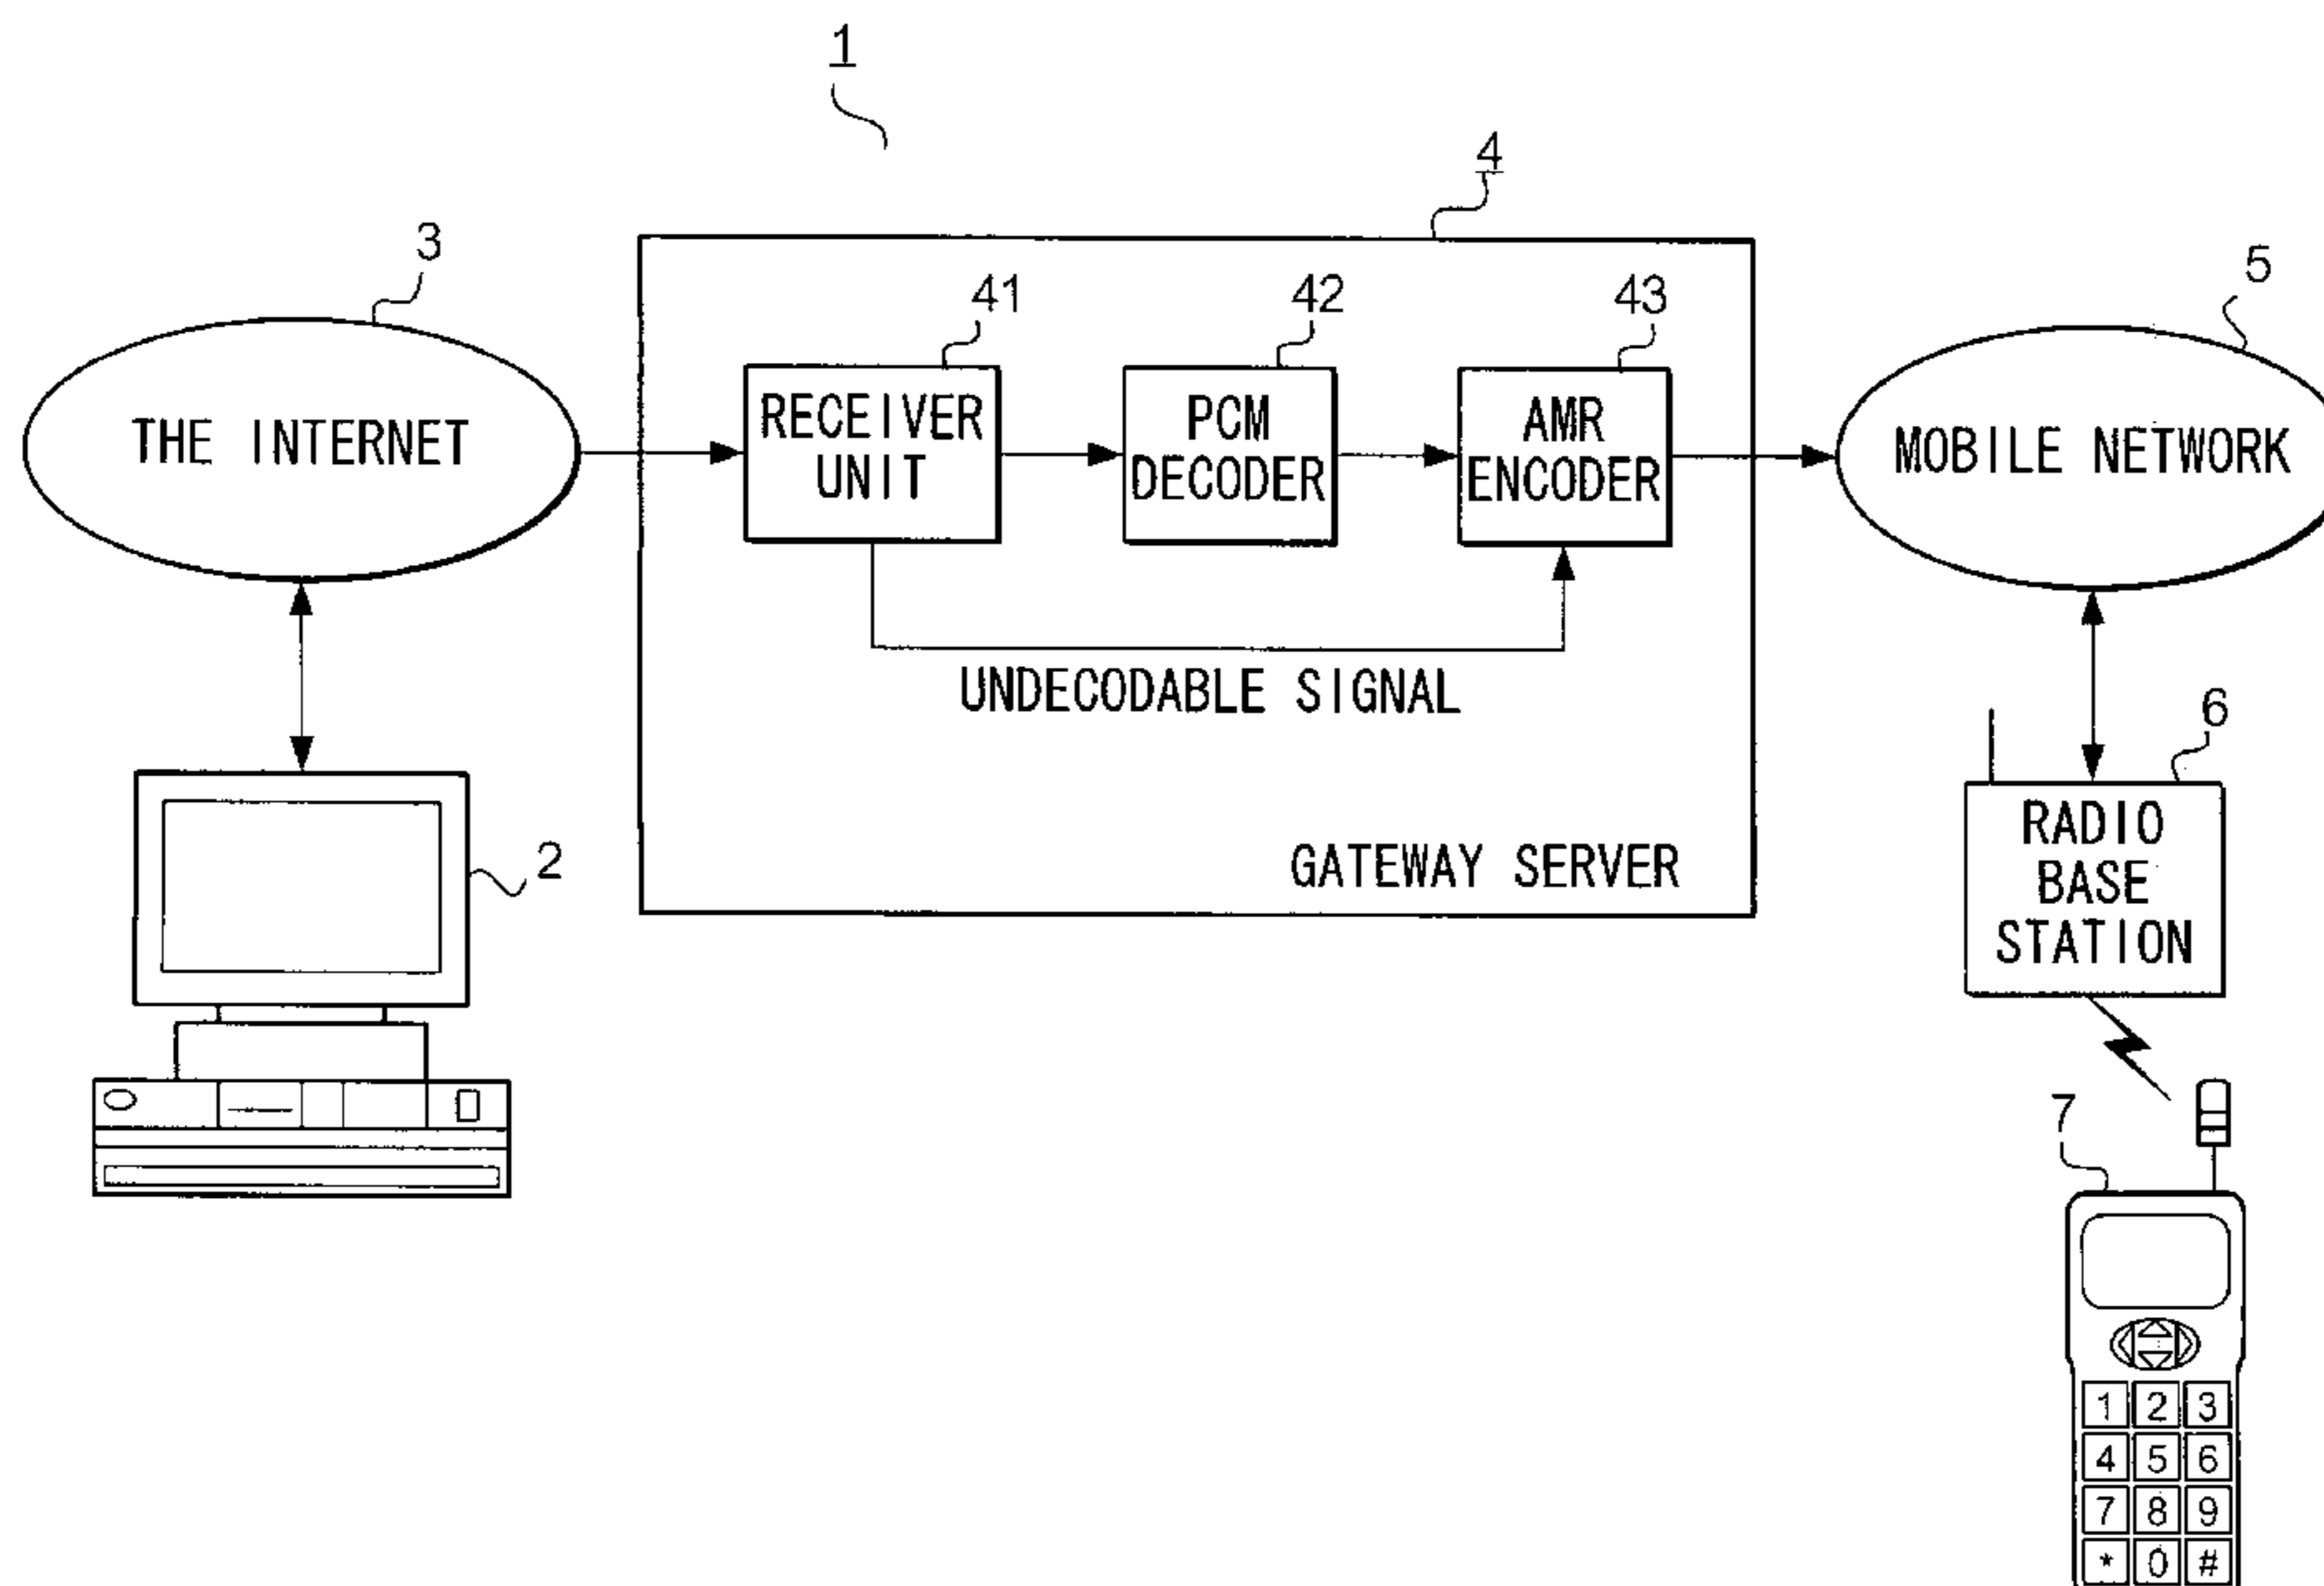 1
4
3
5
41
42
43
THE INTERNET
RECEIVER
UNIT
PCM
DECODER
AMR
ENCODER
MOBILE NETWORK
UNDECODABLE SIGNAL
6
GATEWAY SERVER
2
RADIO
BASE
STATION
7
1 2 3
4 5 6
7 8 9
* 0 #